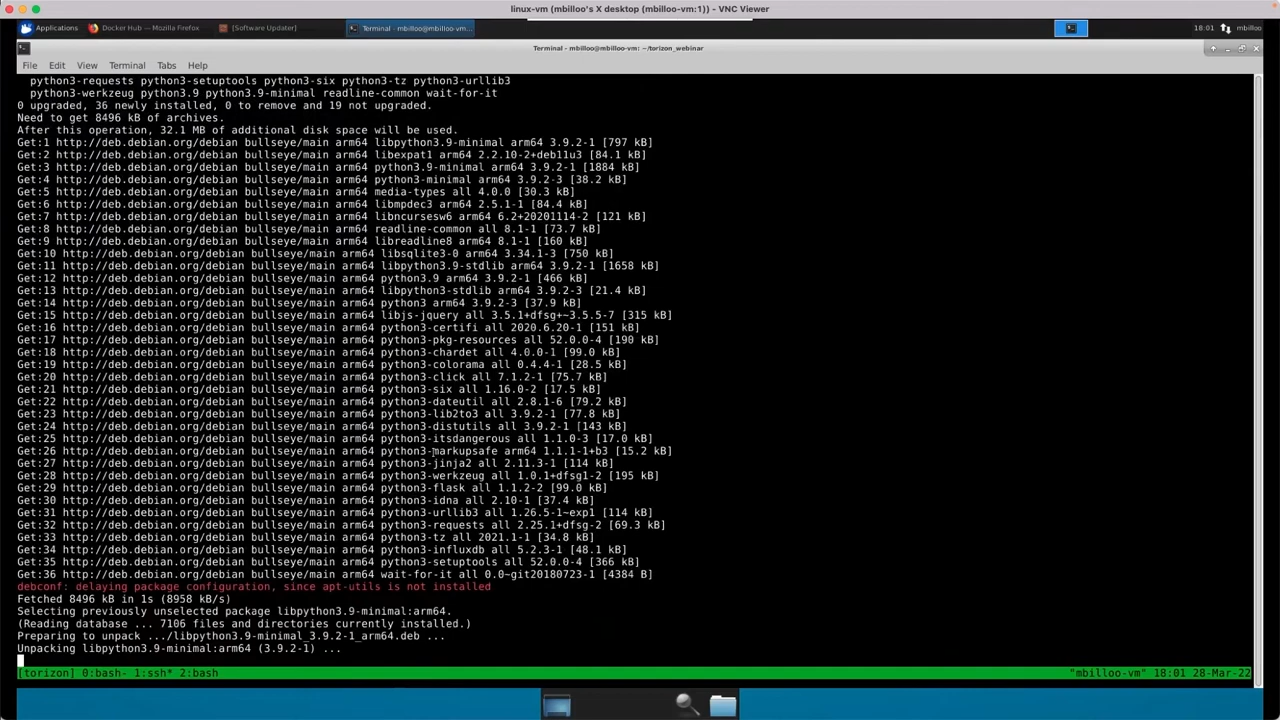 linux-vm (mbilloo's X desktop (mbilloo-vm:1)) – VNC Viewer
Applications Docker Hub — Mozilla Firefox [Software Updater] Terminal - mbilloo@mbilloo-vm... 18:01 mbilloo
Terminal - mbilloo@mbilloo-vm: ~/torizon_webinar
File Edit View Terminal Tabs Help
python3-requests python3-setuptools python3-six python3-tz python3-urllib3
python3-werkzeug python3.9 python3.9-minimal readline-common wait-for-it
0 upgraded, 36 newly installed, 0 to remove and 19 not upgraded.
Need to get 8496 kB of archives.
After this operation, 32.1 MB of additional disk space will be used.
Get:1 http://deb.debian.org/debian bullseye/main arm64 libpython3.9-minimal arm64 3.9.2-1 [797 kB]
Get:2 http://deb.debian.org/debian bullseye/main arm64 libexpat1 arm64 2.2.10-2+deb11u3 [84.1 kB]
Get:3 http://deb.debian.org/debian bullseye/main arm64 python3.9-minimal arm64 3.9.2-1 [1884 kB]
Get:4 http://deb.debian.org/debian bullseye/main arm64 python3-minimal arm64 3.9.2-3 [38.2 kB]
Get:5 http://deb.debian.org/debian bullseye/main arm64 media-types all 4.0.0 [30.3 kB]
Get:6 http://deb.debian.org/debian bullseye/main arm64 libmpdec3 arm64 2.5.1-1 [84.4 kB]
Get:7 http://deb.debian.org/debian bullseye/main arm64 libncursesw6 arm64 6.2+20201114-2 [121 kB]
Get:8 http://deb.debian.org/debian bullseye/main arm64 readline-common all 8.1-1 [73.7 kB]
Get:9 http://deb.debian.org/debian bullseye/main arm64 libreadline8 arm64 8.1-1 [160 kB]
Get:10 http://deb.debian.org/debian bullseye/main arm64 libsqlite3-0 arm64 3.34.1-3 [750 kB]
Get:11 http://deb.debian.org/debian bullseye/main arm64 libpython3.9-stdlib arm64 3.9.2-1 [1658 kB]
Get:12 http://deb.debian.org/debian bullseye/main arm64 python3.9 arm64 3.9.2-1 [466 kB]
Get:13 http://deb.debian.org/debian bullseye/main arm64 libpython3-stdlib arm64 3.9.2-3 [21.4 kB]
Get:14 http://deb.debian.org/debian bullseye/main arm64 python3 arm64 3.9.2-3 [37.9 kB]
Get:15 http://deb.debian.org/debian bullseye/main arm64 libjs-jquery all 3.5.1+dfsg+~3.5.5-7 [315 kB]
Get:16 http://deb.debian.org/debian bullseye/main arm64 python3-certifi all 2020.6.20-1 [151 kB]
Get:17 http://deb.debian.org/debian bullseye/main arm64 python3-pkg-resources all 52.0.0-4 [190 kB]
Get:18 http://deb.debian.org/debian bullseye/main arm64 python3-chardet all 4.0.0-1 [99.0 kB]
Get:19 http://deb.debian.org/debian bullseye/main arm64 python3-colorama all 0.4.4-1 [28.5 kB]
Get:20 http://deb.debian.org/debian bullseye/main arm64 python3-click all 7.1.2-1 [75.7 kB]
Get:21 http://deb.debian.org/debian bullseye/main arm64 python3-six all 1.16.0-2 [17.5 kB]
Get:22 http://deb.debian.org/debian bullseye/main arm64 python3-dateutil all 2.8.1-6 [79.2 kB]
Get:23 http://deb.debian.org/debian bullseye/main arm64 python3-lib2to3 all 3.9.2-1 [77.8 kB]
Get:24 http://deb.debian.org/debian bullseye/main arm64 python3-distutils all 3.9.2-1 [143 kB]
Get:25 http://deb.debian.org/debian bullseye/main arm64 python3-itsdangerous all 1.1.0-3 [17.0 kB]
Get:26 http://deb.debian.org/debian bullseye/main arm64 python3-markupsafe arm64 1.1.1-1+b3 [15.2 kB]
Get:27 http://deb.debian.org/debian bullseye/main arm64 python3-jinja2 all 2.11.3-1 [114 kB]
Get:28 http://deb.debian.org/debian bullseye/main arm64 python3-werkzeug all 1.0.1+dfsg1-2 [195 kB]
Get:29 http://deb.debian.org/debian bullseye/main arm64 python3-flask all 1.1.2-2 [99.0 kB]
Get:30 http://deb.debian.org/debian bullseye/main arm64 python3-idna all 2.10-1 [37.4 kB]
Get:31 http://deb.debian.org/debian bullseye/main arm64 python3-urllib3 all 1.26.5-1~exp1 [114 kB]
Get:32 http://deb.debian.org/debian bullseye/main arm64 python3-requests all 2.25.1+dfsg-2 [69.3 kB]
Get:33 http://deb.debian.org/debian bullseye/main arm64 python3-tz all 2021.1-1 [34.8 kB]
Get:34 http://deb.debian.org/debian bullseye/main arm64 python3-influxdb all 5.2.3-1 [48.1 kB]
Get:35 http://deb.debian.org/debian bullseye/main arm64 python3-setuptools all 52.0.0-4 [366 kB]
Get:36 http://deb.debian.org/debian bullseye/main arm64 wait-for-it all 0.0~git20180723-1 [4384 B]
debconf: delaying package configuration, since apt-utils is not installed
Fetched 8496 kB in 1s (8958 kB/s)
Selecting previously unselected package libpython3.9-minimal:arm64.
(Reading database ... 7106 files and directories currently installed.)
Preparing to unpack .../libpython3.9-minimal_3.9.2-1_arm64.deb ...
Unpacking libpython3.9-minimal:arm64 (3.9.2-1) ...
[torizon] 0:bash- 1:ssh* 2:bash "mbilloo-vm" 18:01 28-Mar-22